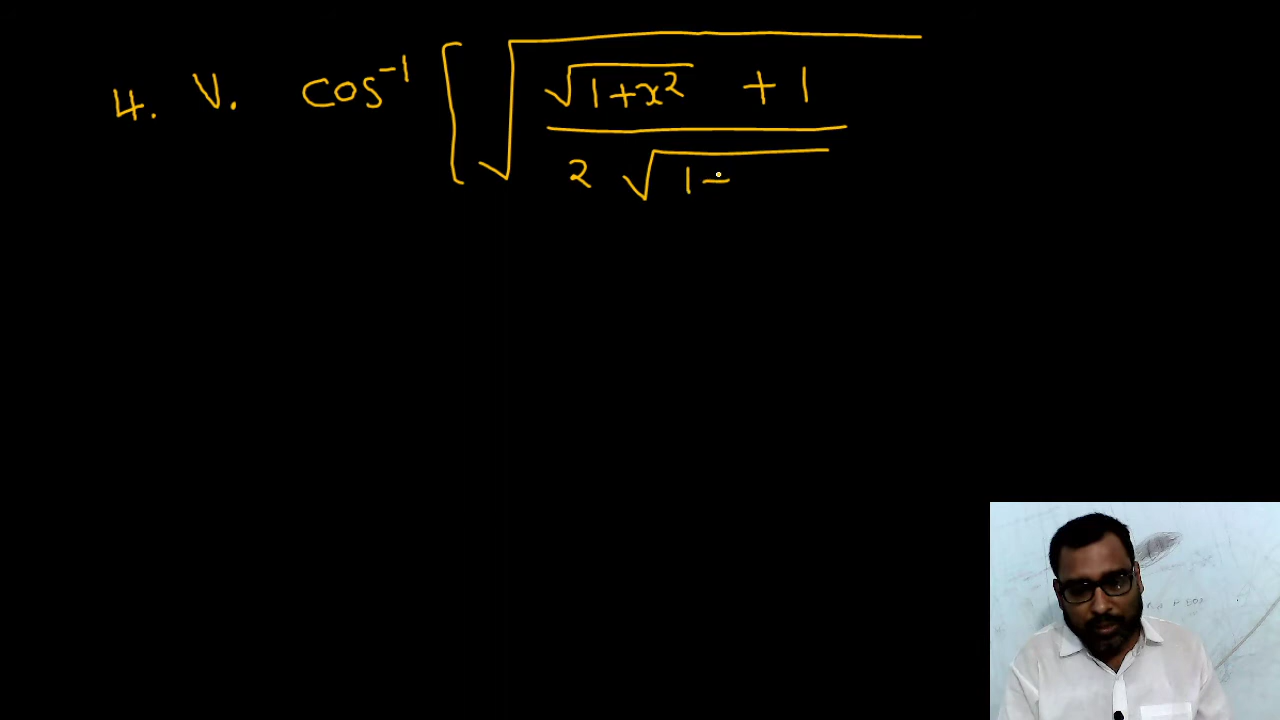 4. V. cos⁻¹ [ √ √1+x² + 1
2 √ 1 –